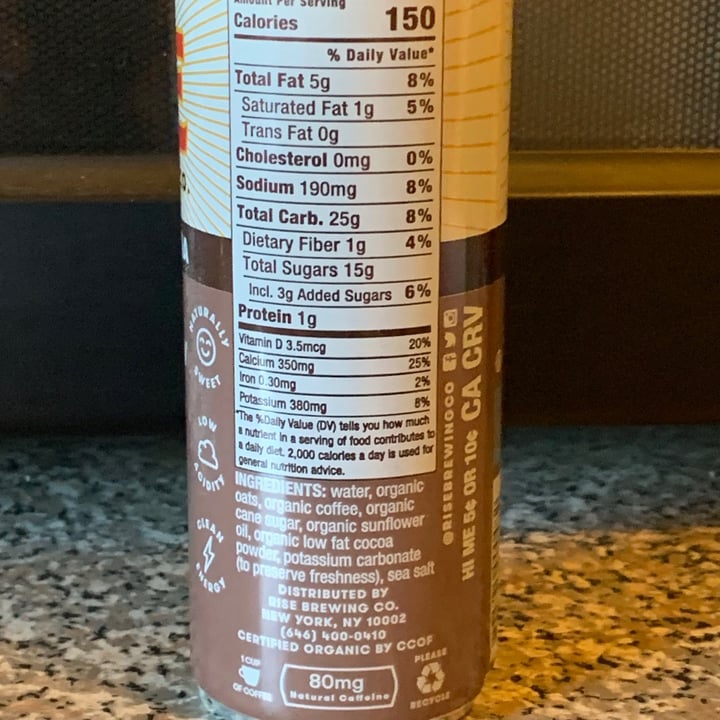 Amount Per Serving
Calories 150
% Daily Value*
Total Fat 5g 8%
Saturated Fat 1g 5%
Trans Fat 0g
Cholesterol 0mg 0%
Sodium 190mg 8%
Total Carb. 25g 8%
Dietary Fiber 1g 4%
Total Sugars 15g
Incl. 3g Added Sugars 6%
Protein 1g
Vitamin D 3.5mcg 20%
Calcium 350mg 25%
Iron 0.30mg 2%
Potassium 380mg 8%
*The %Daily Value (DV) tells you how much
a nutrient in a serving of food contributes to
a daily diet. 2,000 calories a day is used for
general nutrition advice.
INGREDIENTS: water, organic
oats, organic coffee, organic
cane sugar, organic sunflower
oil, organic low fat cocoa
powder, potassium carbonate
(to preserve freshness), sea salt
DISTRIBUTED BY
RISE BREWING CO.
NEW YORK, NY 10002
(646) 400-0410
CERTIFIED ORGANIC BY CCOF
1 CUP
OF COFFEE
80mg
Natural Caffeine
PLEASE
RECYCLE
NATURALLY
SWEET
LOW
ACIDITY
CLEAN
ENERGY
@RISEBREWINGCO
HI ME 5¢ OR 10¢ CA CRV